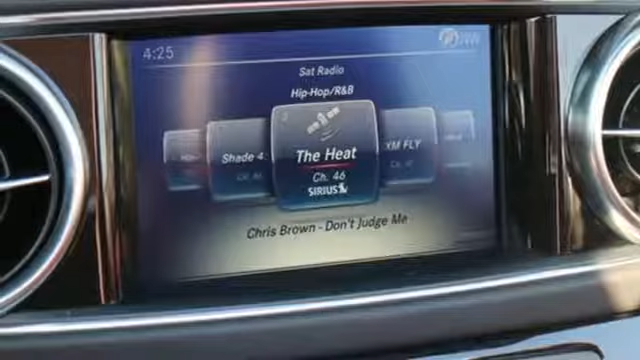 4:25
NW
Sat Radio
Hip-Hop/R&B
Shade 4
The Heat
Ch. 46
SIRIUS
XM FLY
Chris Brown - Don't Judge Me